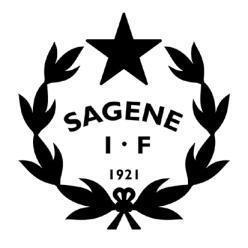 SAGENE
I · F
1921